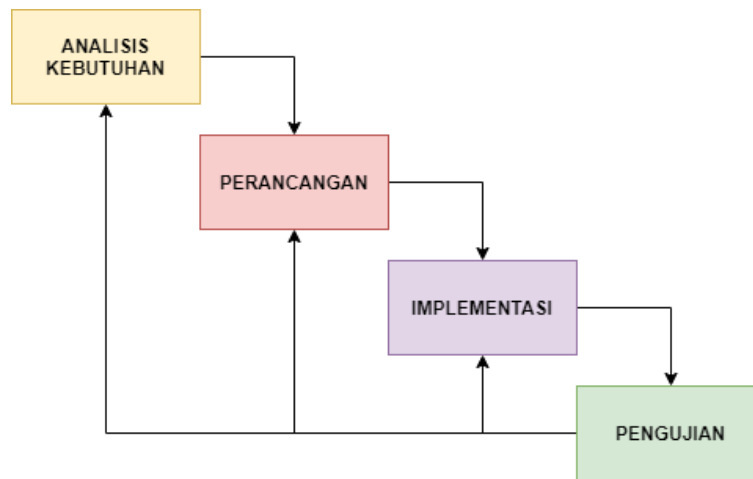 ANALISIS
KEBUTUHAN
PERANCANGAN
IMPLEMENTASI
PENGUJIAN